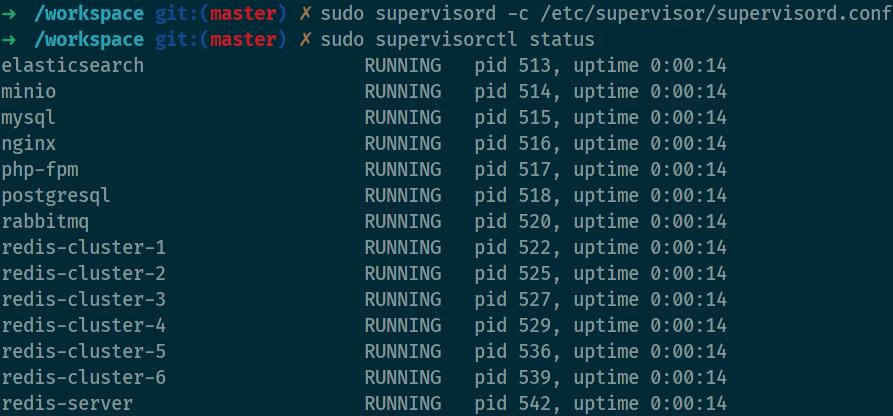 ➜ /workspace git:(master) ✗ sudo supervisord -c /etc/supervisor/supervisord.conf
➜ /workspace git:(master) ✗ sudo supervisorctl status
elasticsearch                    RUNNING   pid 513, uptime 0:00:14
minio                            RUNNING   pid 514, uptime 0:00:14
mysql                            RUNNING   pid 515, uptime 0:00:14
nginx                            RUNNING   pid 516, uptime 0:00:14
php-fpm                          RUNNING   pid 517, uptime 0:00:14
postgresql                       RUNNING   pid 518, uptime 0:00:14
rabbitmq                         RUNNING   pid 520, uptime 0:00:14
redis-cluster-1                  RUNNING   pid 522, uptime 0:00:14
redis-cluster-2                  RUNNING   pid 525, uptime 0:00:14
redis-cluster-3                  RUNNING   pid 527, uptime 0:00:14
redis-cluster-4                  RUNNING   pid 529, uptime 0:00:14
redis-cluster-5                  RUNNING   pid 536, uptime 0:00:14
redis-cluster-6                  RUNNING   pid 539, uptime 0:00:14
redis-server                     RUNNING   pid 542, uptime 0:00:14